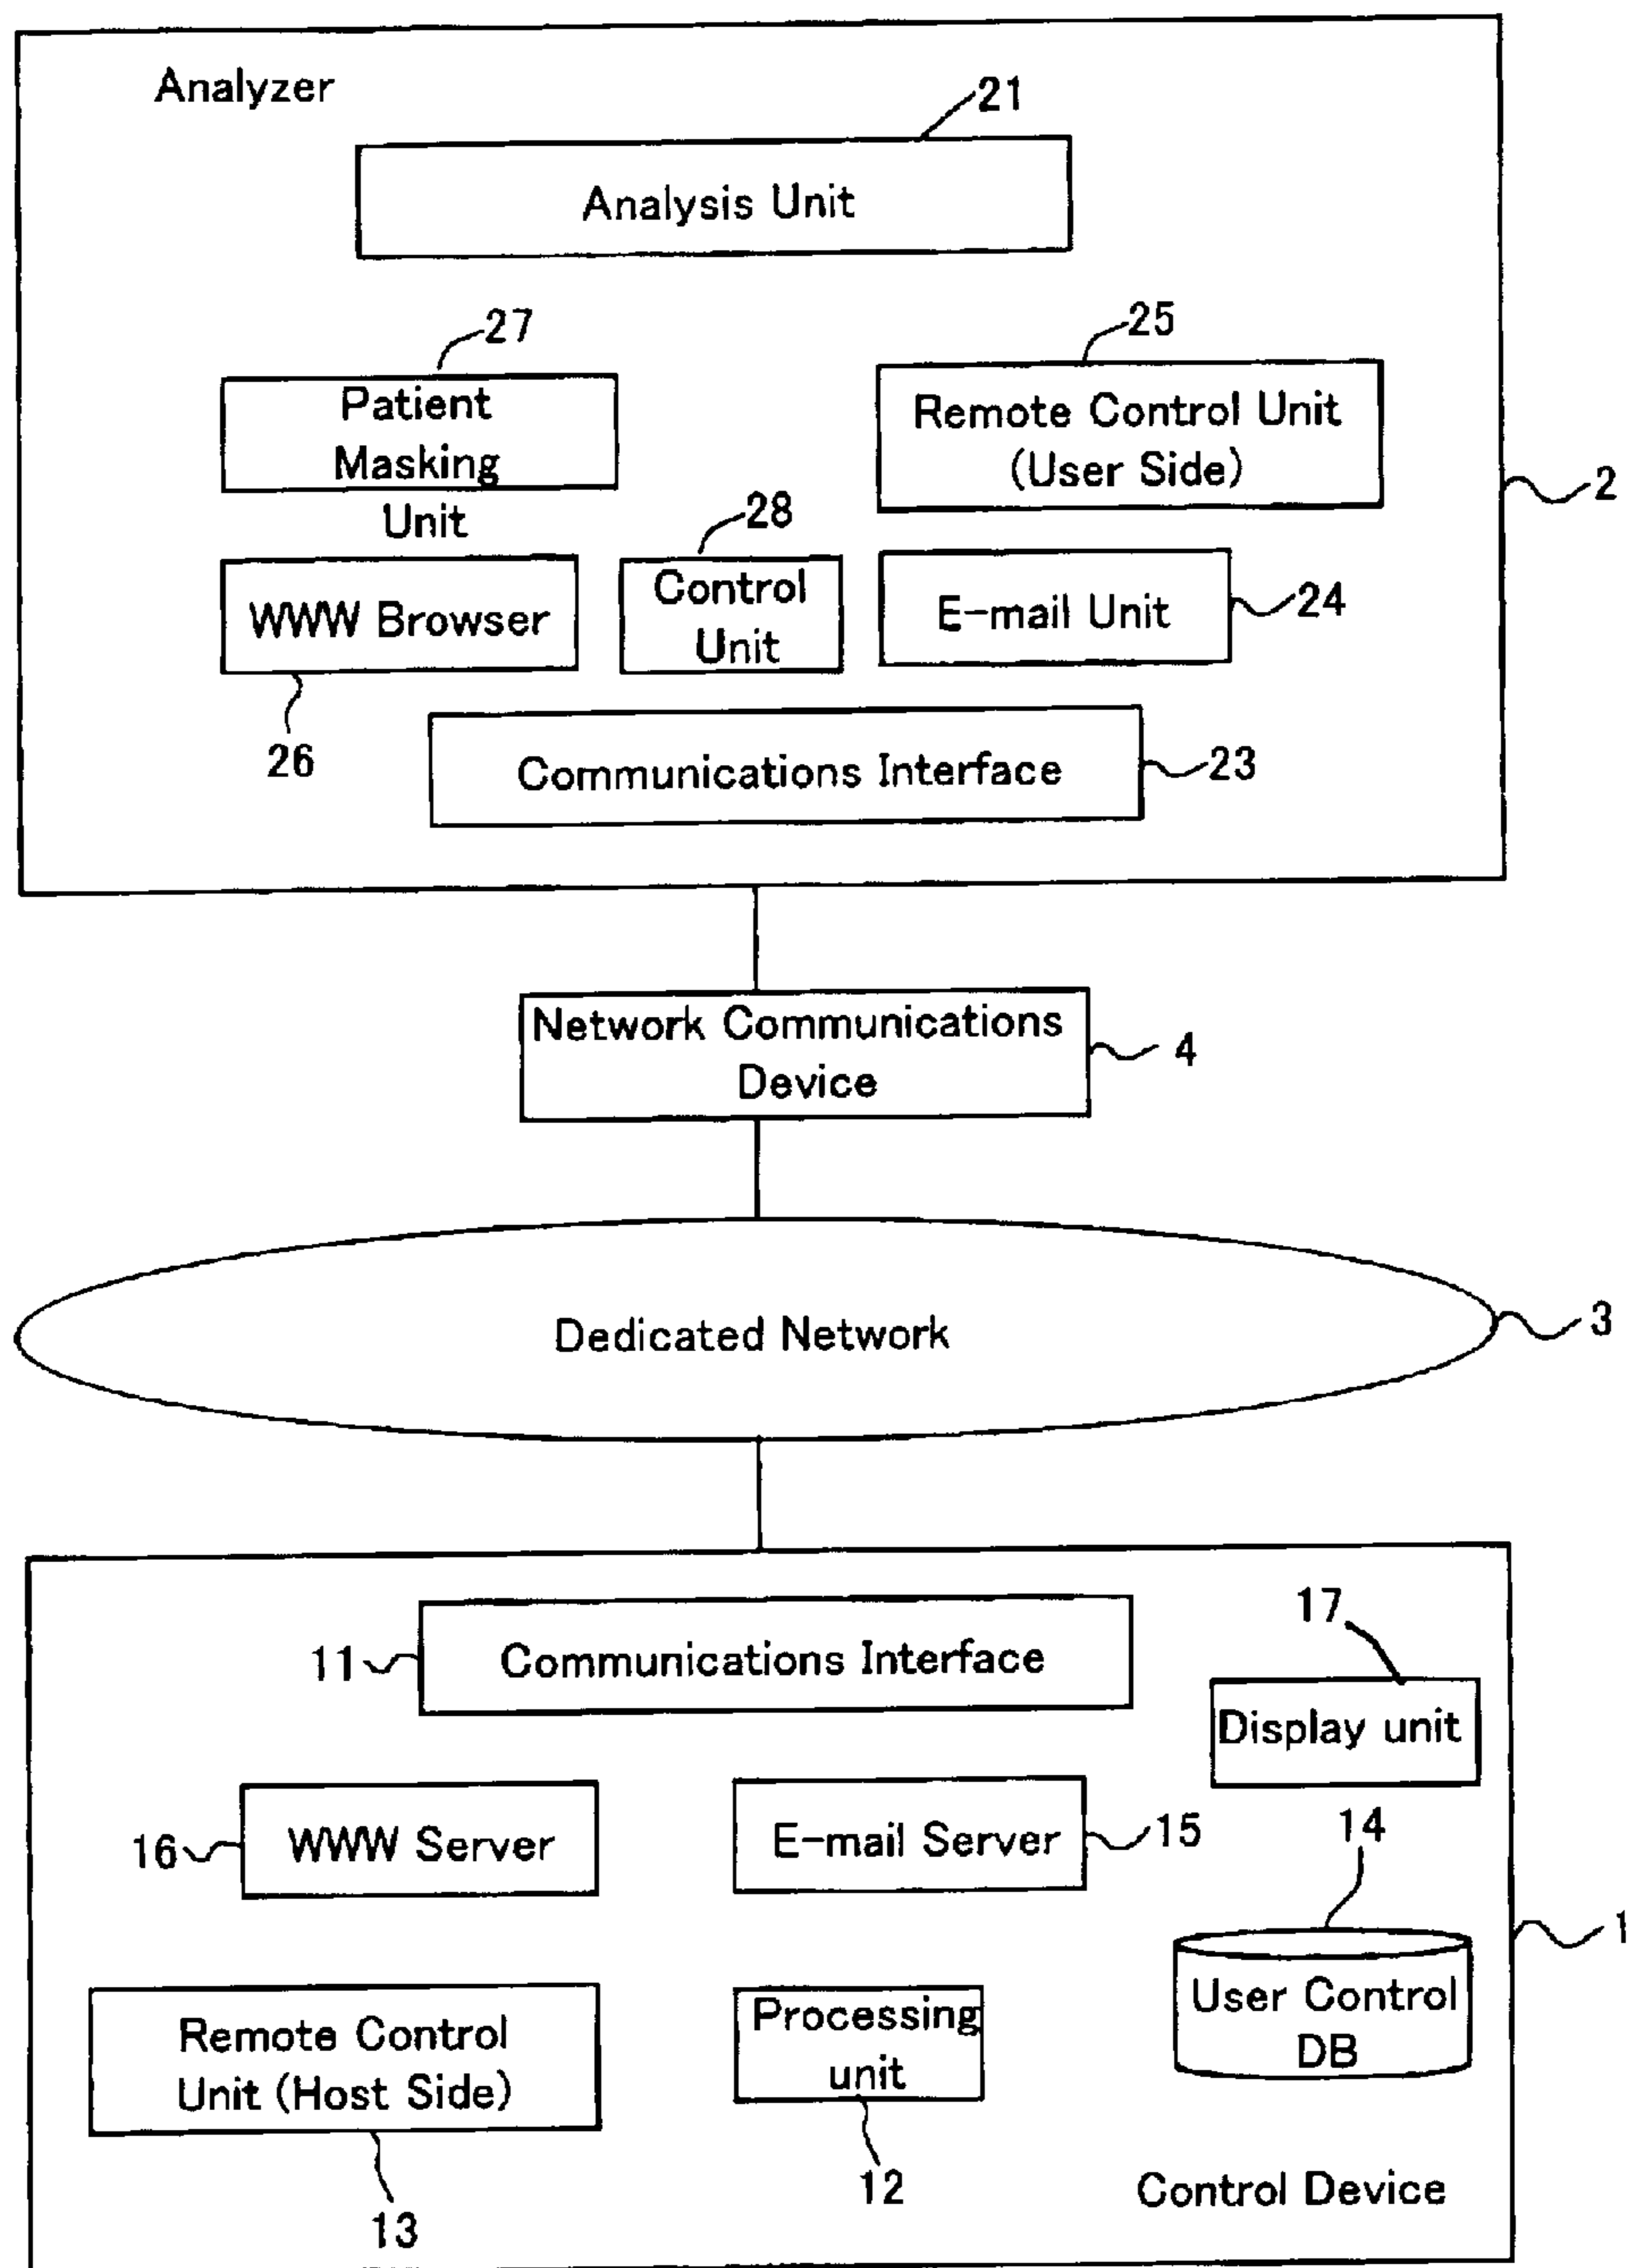 Analyzer
21
Analysis Unit
27
25
Patient
Masking
Unit
Remote Control Unit
(User Side)
2
28
WWW Browser
Control
Unit
E-mail Unit
24
26
Communications Interface
23
Network Communications
Device
4
Dedicated Network
3
17
11
Communications Interface
Display unit
16
WWW Server
E-mail Server
15
14
1
User Control
DB
Remote Control
Unit (Host Side)
Processing
unit
12
13
Control Device